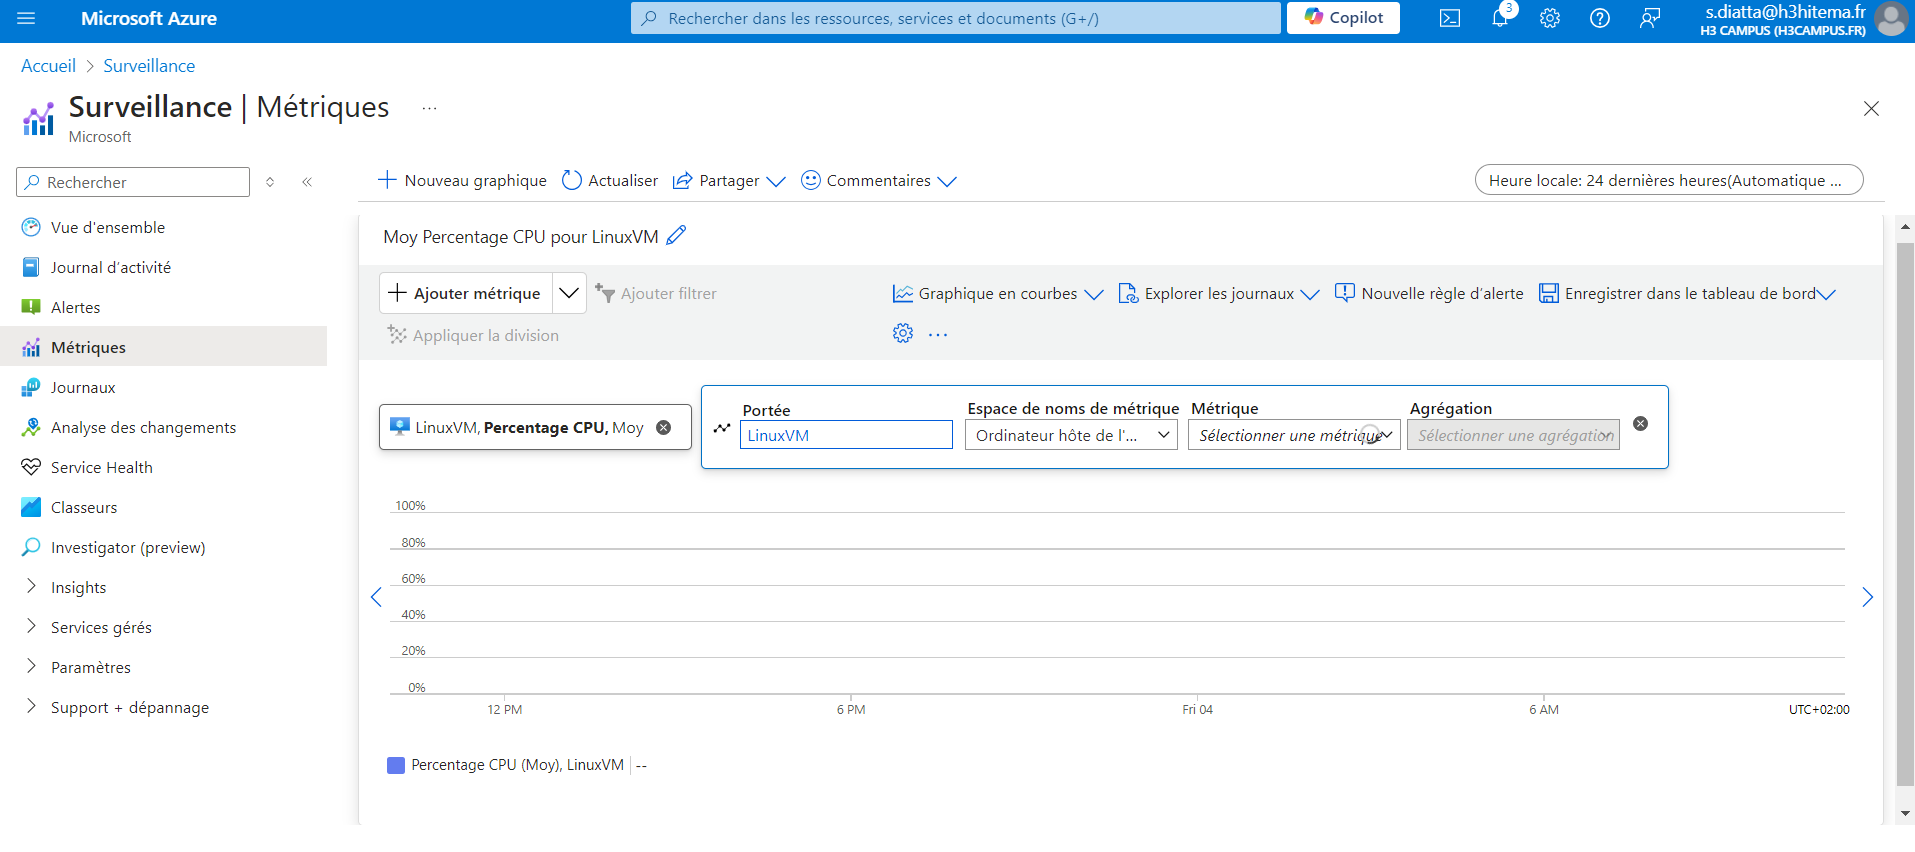 Microsoft Azure
Rechercher dans les ressources, services et documents (G+/)
Copilot
3
s.diatta@h3hitema.fr
H3 CAMPUS (H3CAMPUS.FR)
Accueil > Surveillance
Surveillance | Métriques ...
Microsoft
Rechercher
Vue d'ensemble
Journal d’activité
Alertes
Métriques
Journaux
Analyse des changements
Service Health
Classeurs
Investigator (preview)
Insights
Services gérés
Paramètres
Support + dépannage
Nouveau graphique
Actualiser
Partager
Commentaires
Heure locale: 24 dernières heures(Automatique ...
Moy Percentage CPU pour LinuxVM
Ajouter métrique
Ajouter filtrer
Graphique en courbes
Explorer les journaux
Nouvelle règle d’alerte
Enregistrer dans le tableau de bord
Appliquer la division
...
LinuxVM, Percentage CPU, Moy
Portée
LinuxVM
Espace de noms de métrique
Ordinateur hôte de l'...
Métrique
Sélectionner une métrique
Agrégation
Sélectionner une agrégation
100%
80%
60%
40%
20%
0%
12 PM
6 PM
Fri 04
6 AM
UTC+02:00
Percentage CPU (Moy), LinuxVM | --